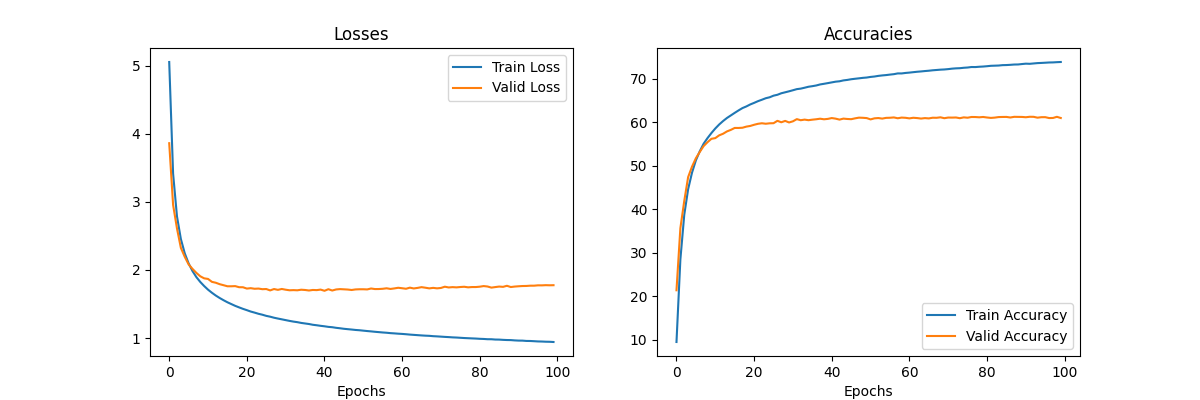 Losses
5
4
3
2
1
0 20 40 60 80 100
Epochs
Train Loss
Valid Loss
Accuracies
70
60
50
40
30
20
10
0 20 40 60 80 100
Epochs
Train Accuracy
Valid Accuracy